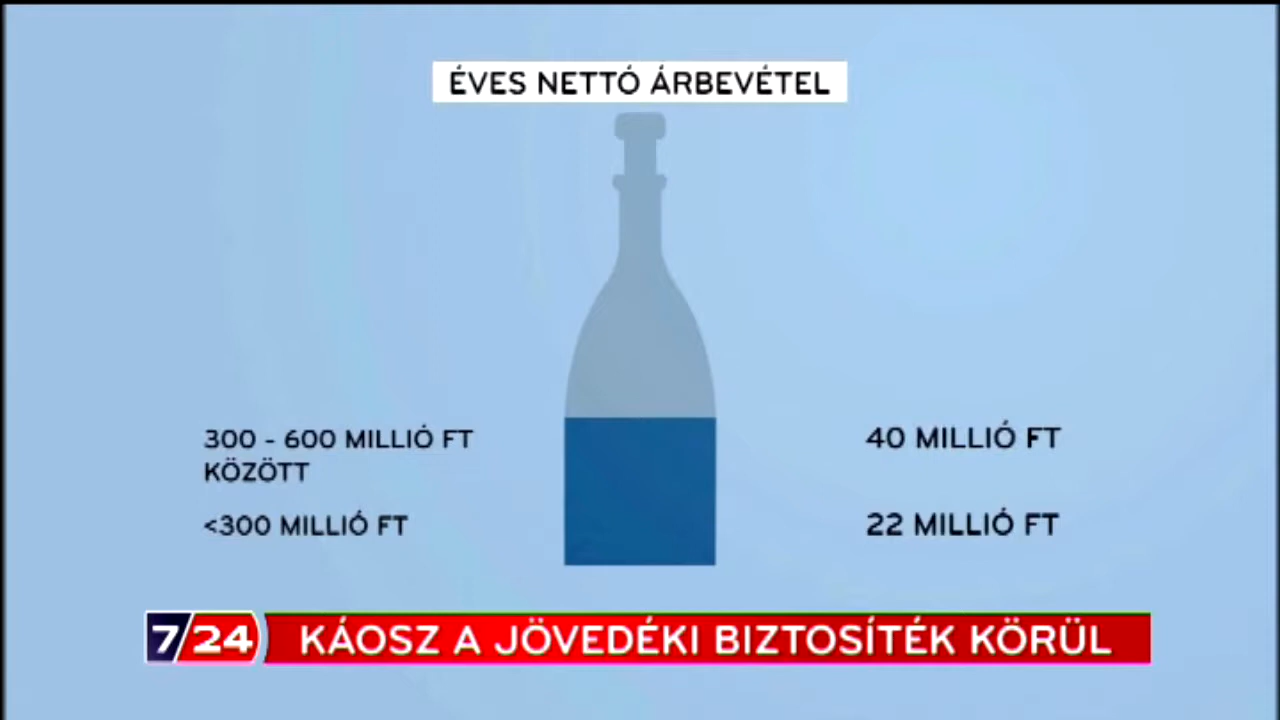 ÉVES NETTÓ ÁRBEVÉTEL
300 - 600 MILLIÓ FT
KÖZÖTT
40 MILLIÓ FT
<300 MILLIÓ FT
22 MILLIÓ FT
7/24 KÁOSZ A JÖVEDÉKI BIZTOSÍTÉK KÖRÜL